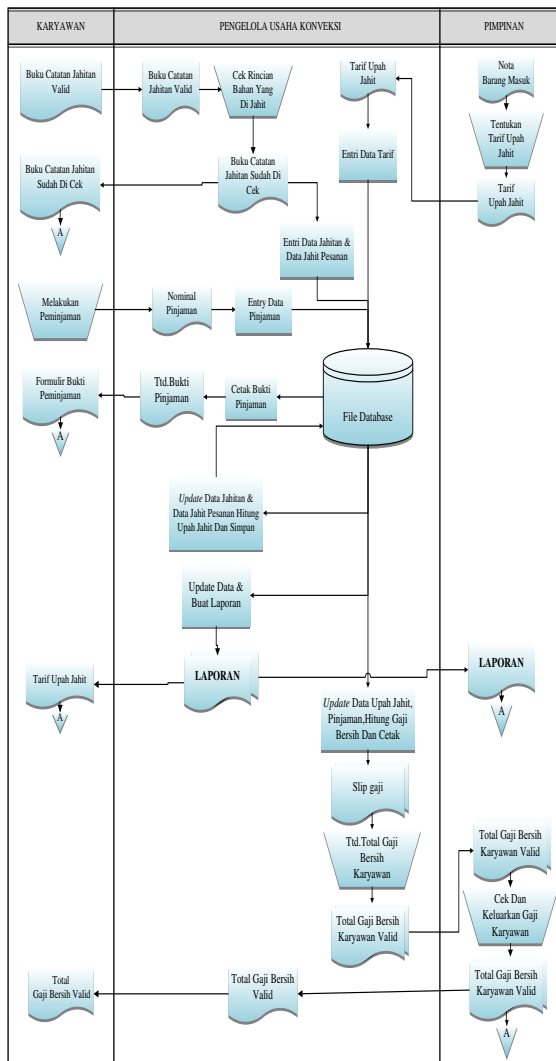 KARYAWAN
PENGELOLA USAHA KONVEKSI
PIMPINAN
Buku Catatan Jahitan
Valid
Buku Catatan
Jahitan Valid
Cek Rincian
Bahan Yang
Di Jahit
Tarif Upah
Jahit
Nota
Barang Masuk
Tentukan
Tarif Upah
Jahit
Entri Data Tarif
Buku Catatan Jahitan
Sudah Di Cek
Buku Catatan
Jahitan Sudah Di
Cek
Tarif
Upah Jahit
A
Entri Data Jahitan &
Data Jahit Pesanan
Melakukan
Peminjaman
Nominal
Pinjaman
Entry Data
Pinjaman
Formulir Bukti
Peminjaman
Ttd.Bukti
Pinjaman
Cetak Bukti
Pinjaman
File Database
A
Update Data Jahitan &
Data Jahit Pesanan Hitung
Upah Jahit Dan Simpan
Update Data &
Buat Laporan
Tarif Upah Jahit
LAPORAN
LAPORAN
A
A
Update Data Upah Jahit,
Pinjaman,Hitung Gaji
Bersih Dan Cetak
Slip gaji
Ttd.Total Gaji
Bersih
Karyawan
Total Gaji Bersih
Karyawan Valid
Total Gaji Bersih
Karyawan Valid
Cek Dan
Keluarkan Gaji
Karyawan
Total
Gaji Bersih Valid
Total Gaji Bersih
Valid
Total Gaji Bersih
Karyawan Valid
A